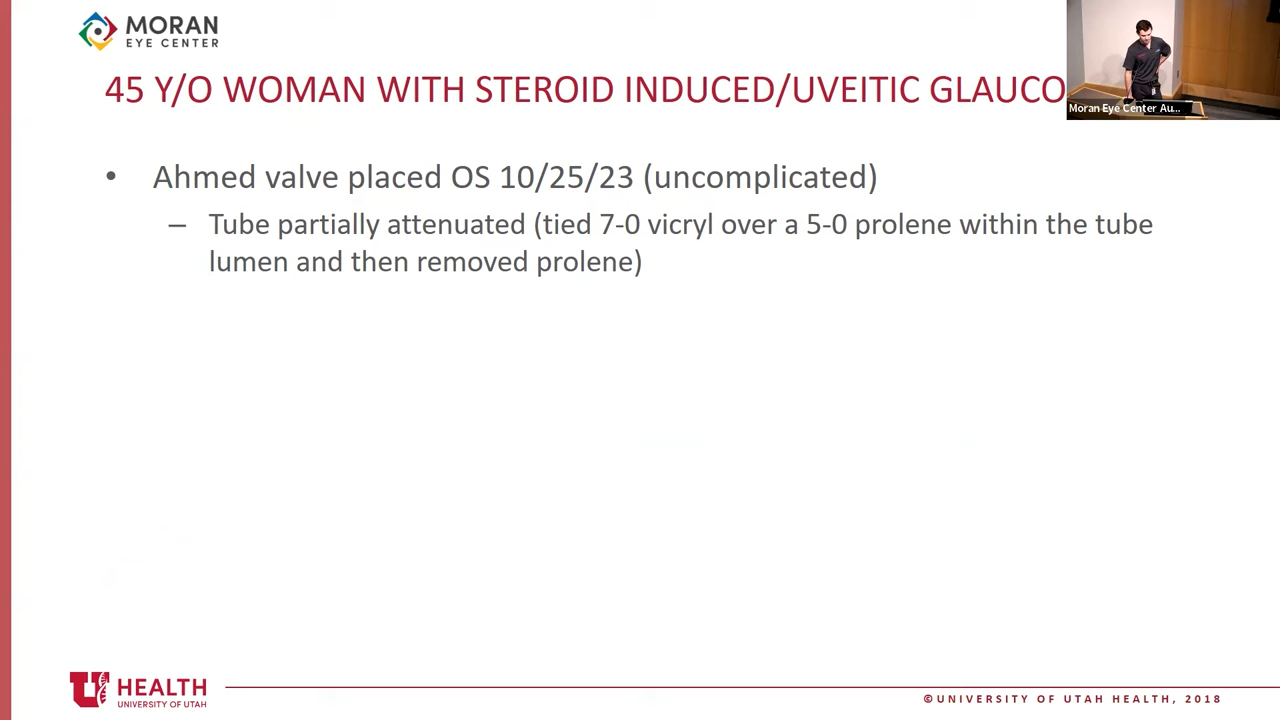 MORAN
EYE CENTER
45 Y/O WOMAN WITH STEROID INDUCED/UVEITIC GLAUCO
Moran Eye Center Au...
• Ahmed valve placed OS 10/25/23 (uncomplicated)
– Tube partially attenuated (tied 7-0 vicryl over a 5-0 prolene within the tube
lumen and then removed prolene)
U HEALTH
UNIVERSITY OF UTAH
©UNIVERSITY OF UTAH HEALTH, 2018